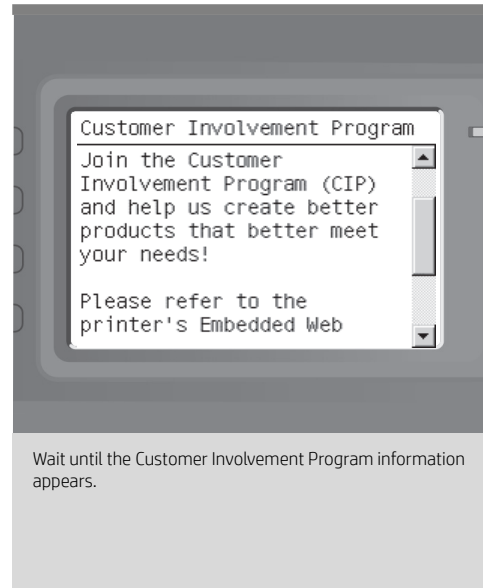 Customer Involvement Program
Join the Customer
Involvement Program (CIP)
and help us create better
products that better meet
your needs!
Please refer to the
printer's Embedded Web
Wait until the Customer Involvement Program information
appears.